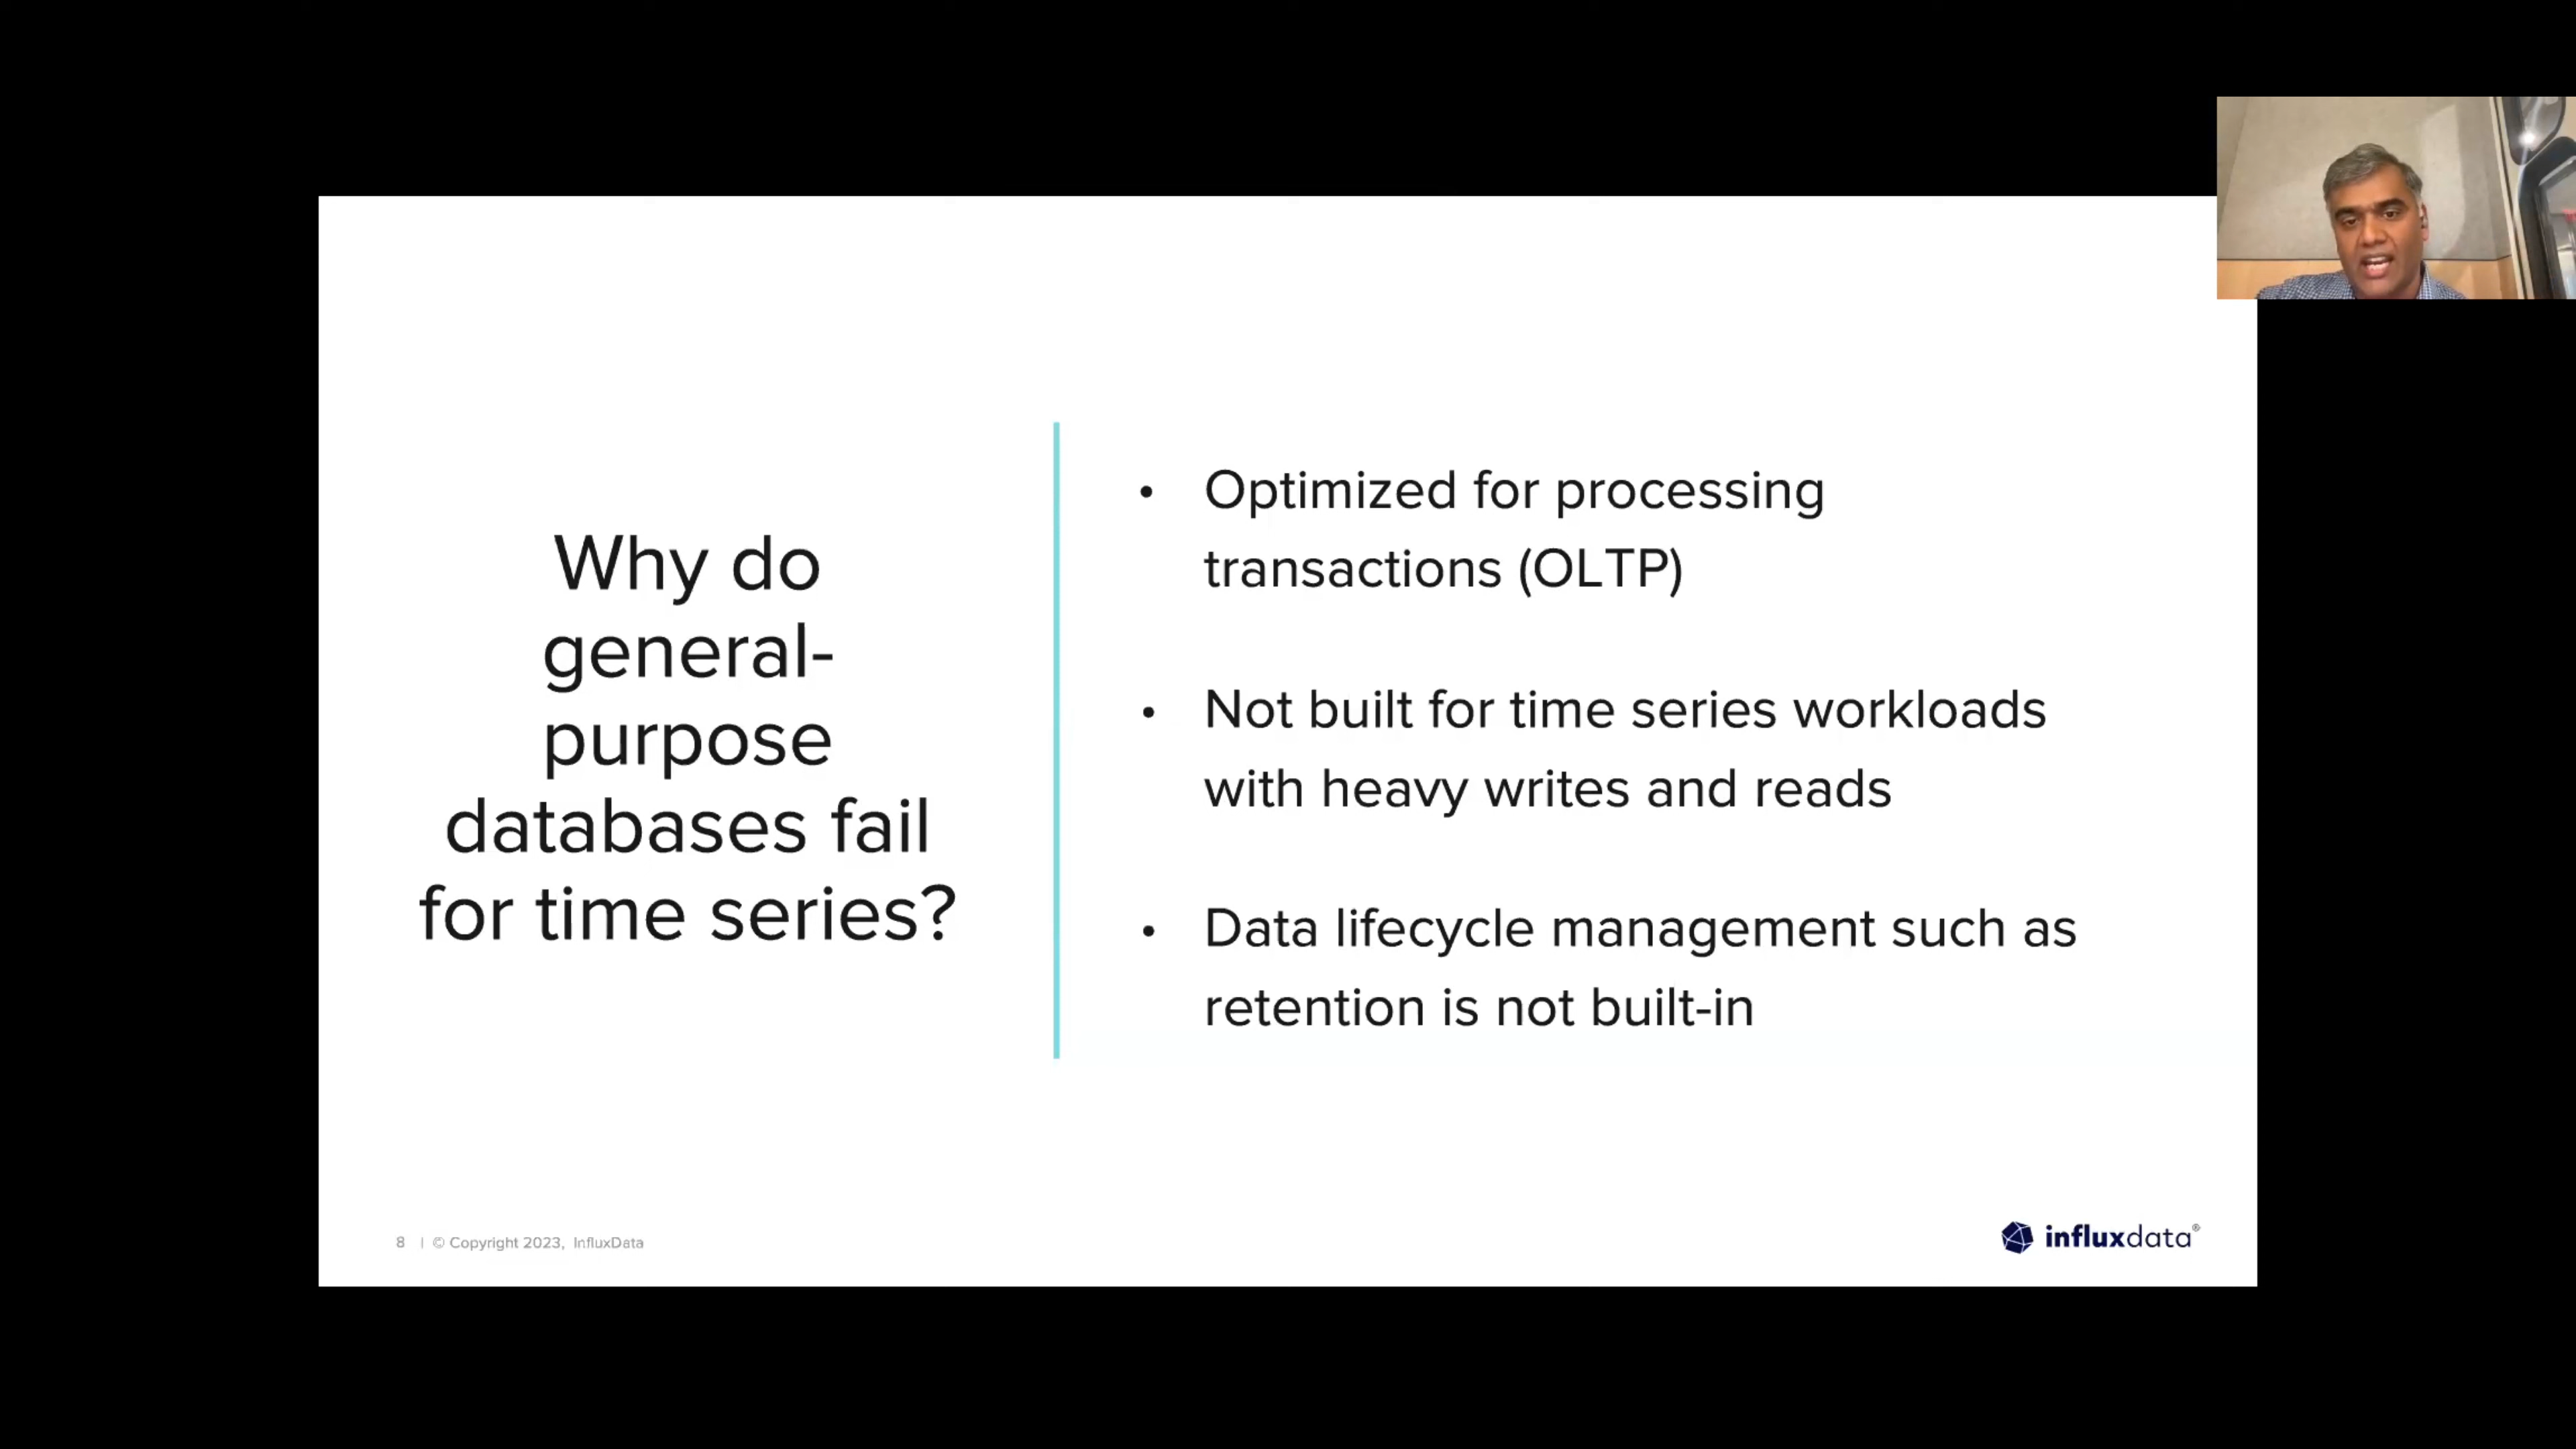 Why do
general-
purpose
databases fail
for time series?
• Optimized for processing
transactions (OLTP)
• Not built for time series workloads
with heavy writes and reads
• Data lifecycle management such as
retention is not built-in
8 | © Copyright 2023, InfluxData
influxdata®